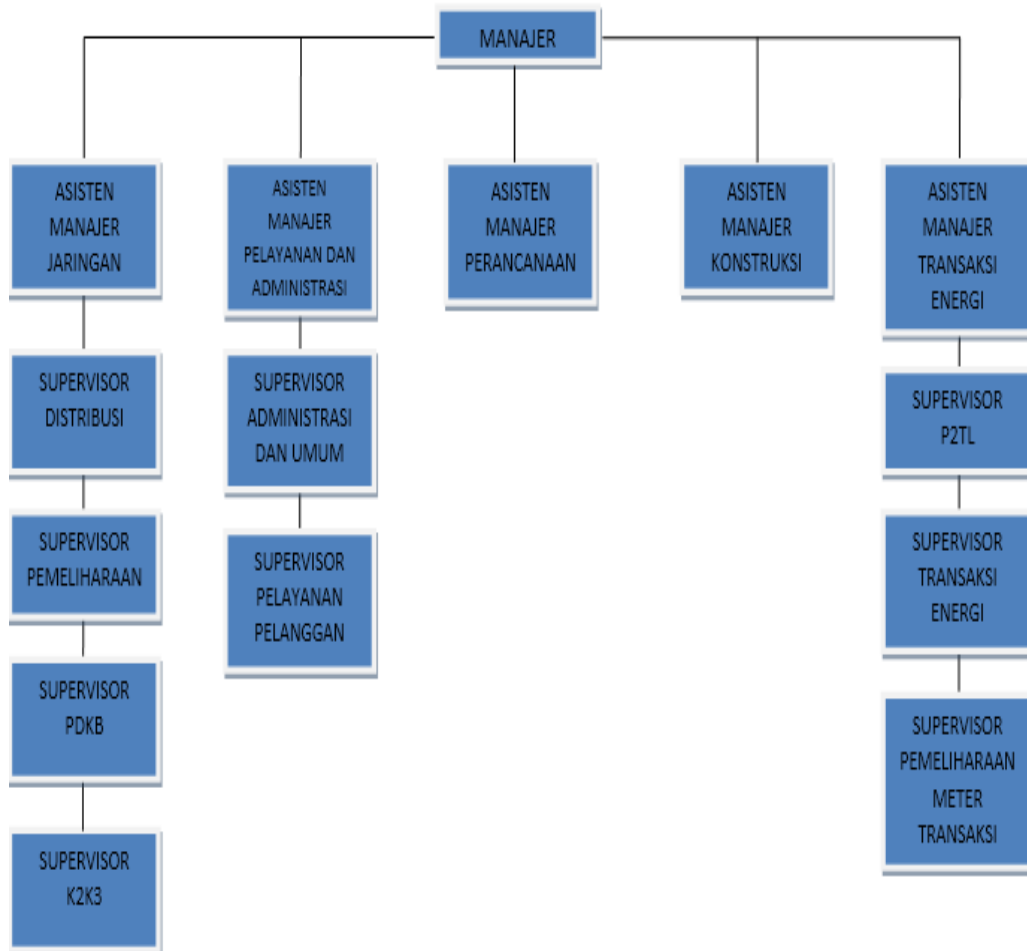 MANAJER
ASISTEN
MANAJER
JARINGAN
ASISTEN
MANAJER
PELAYANAN DAN
ADMINISTRASI
ASISTEN
MANAJER
PERANCANAAN
ASISTEN
MANAJER
KONSTRUKSI
ASISTEN
MANAJER
TRANSAKSI
ENERGI
SUPERVISOR
DISTRIBUSI
SUPERVISOR
ADMINISTRASI
DAN UMUM
SUPERVISOR
P2TL
SUPERVISOR
PEMELIHARAAN
SUPERVISOR
PELAYANAN
PELANGGAN
SUPERVISOR
TRANSAKSI
ENERGI
SUPERVISOR
PDKB
SUPERVISOR
PEMELIHARAAN
METER
TRANSAKSI
SUPERVISOR
K2K3